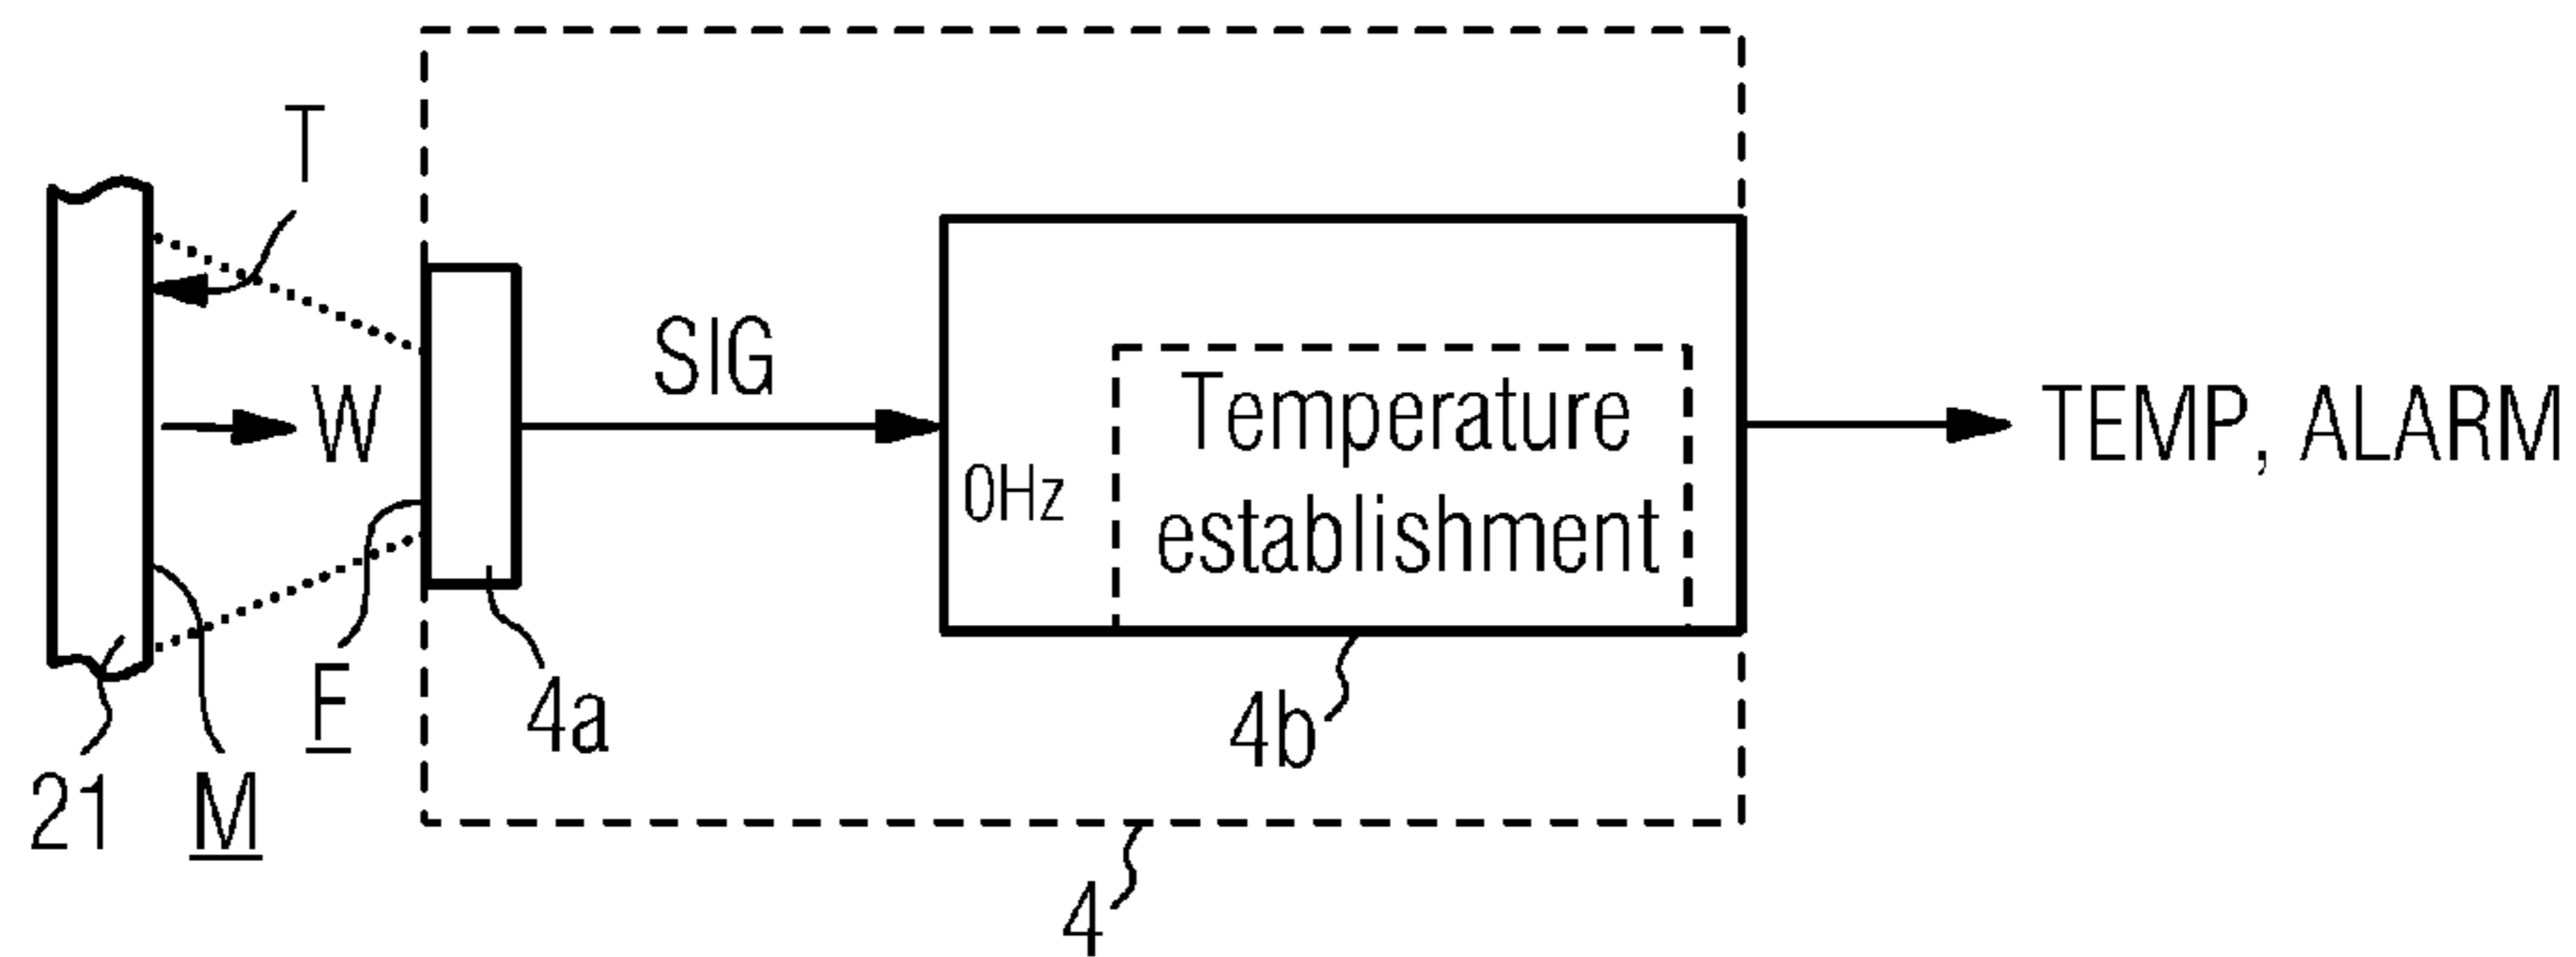 T
SIG
W
TEMP, ALARM
Temperature
0Hz
establishment
F
4a
4b
21
M
4